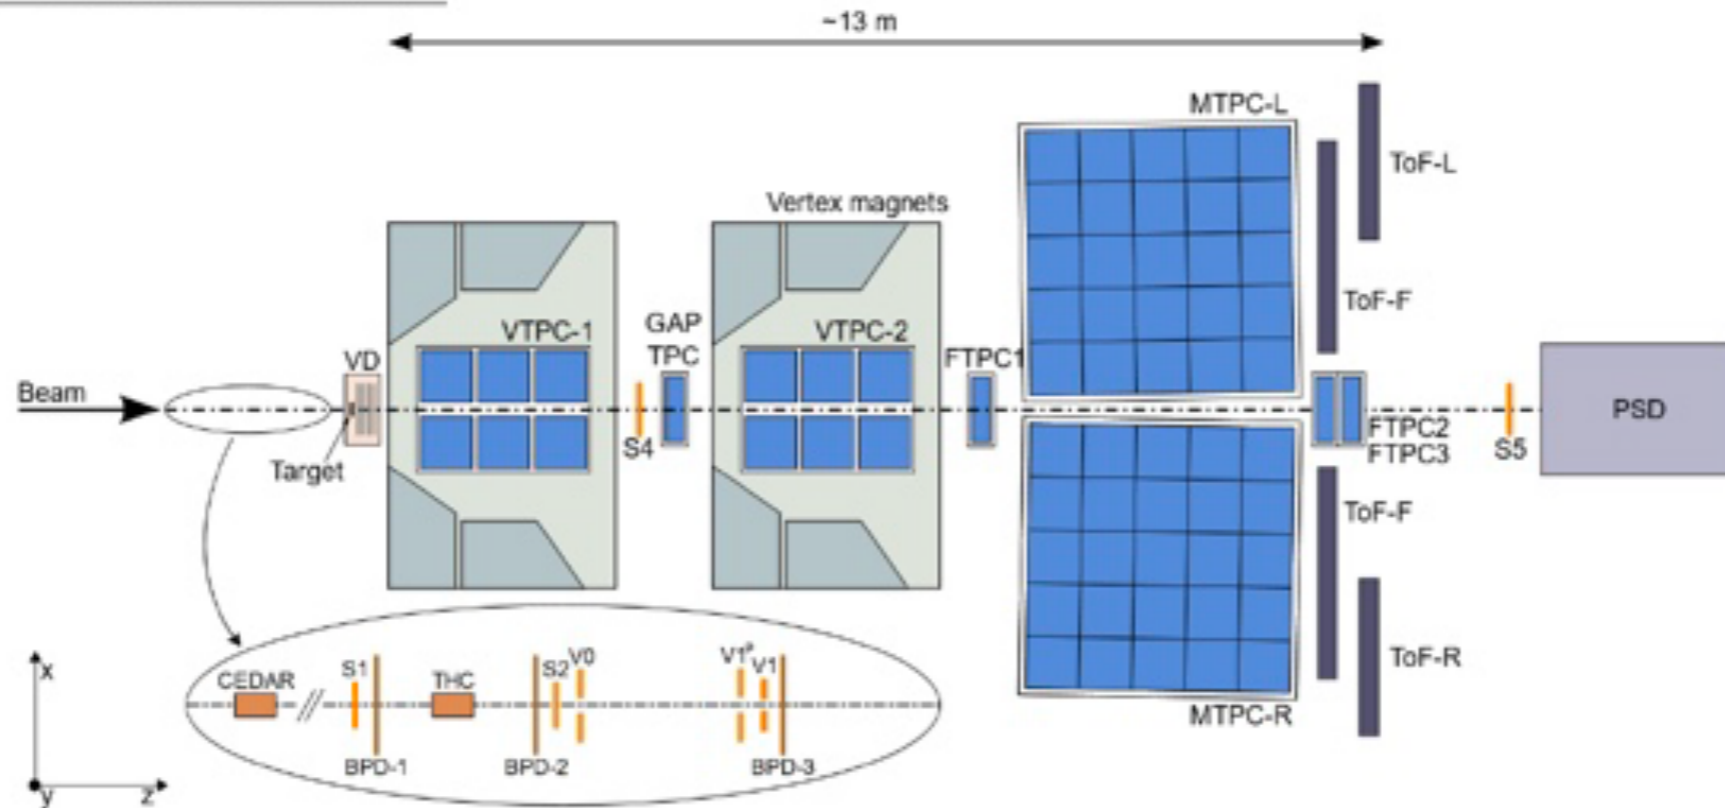 ~13 m
MTPC-L
ToF-L
Vertex magnets
ToF-F
VTPC-1
GAP
TPC
VTPC-2
FTPC1
VD
Beam
Target
S4
FTPC2
FTPC3
S5
PSD
ToF-F
ToF-R
MTPC-R
x
y
z
CEDAR
S1
THC
S2
V0
V1ᵖ
V1
BPD-1
BPD-2
BPD-3